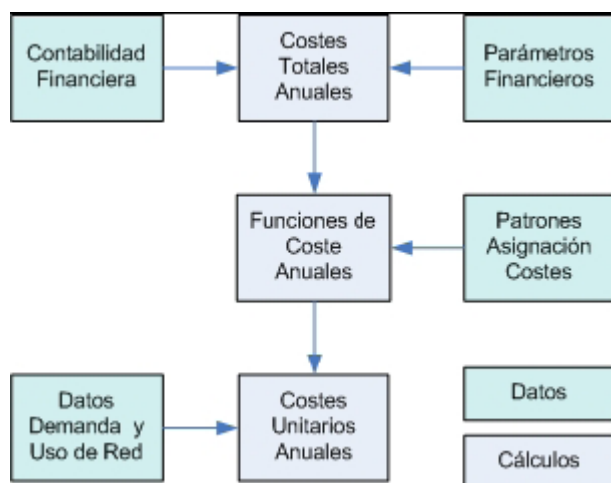 Contabilidad
Financiera
Costes
Totales
Anuales
Parámetros
Financieros
Funciones de
Coste
Anuales
Patrones
Asignación
Costes
Datos
Demanda y
Uso de Red
Costes
Unitarios
Anuales
Datos
Cálculos